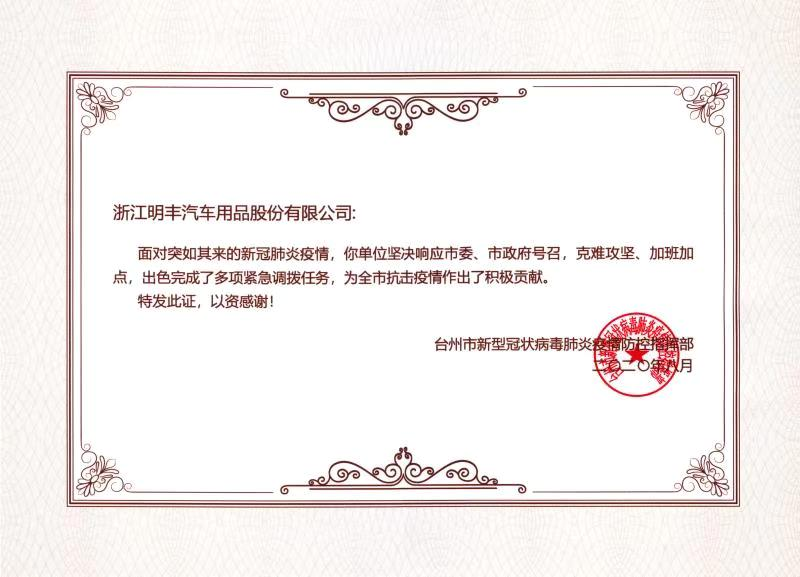 浙江明丰汽车用品股份有限公司:
面对突如其来的新冠肺炎疫情，你单位坚决响应市委、市政府号召，克难攻坚、加班加
点，出色完成了多项紧急调拨任务，为全市抗击疫情作出了积极贡献。
特发此证，以资感谢!
台州市新型冠状病毒肺炎疫情防控指挥部
二〇二〇年八月